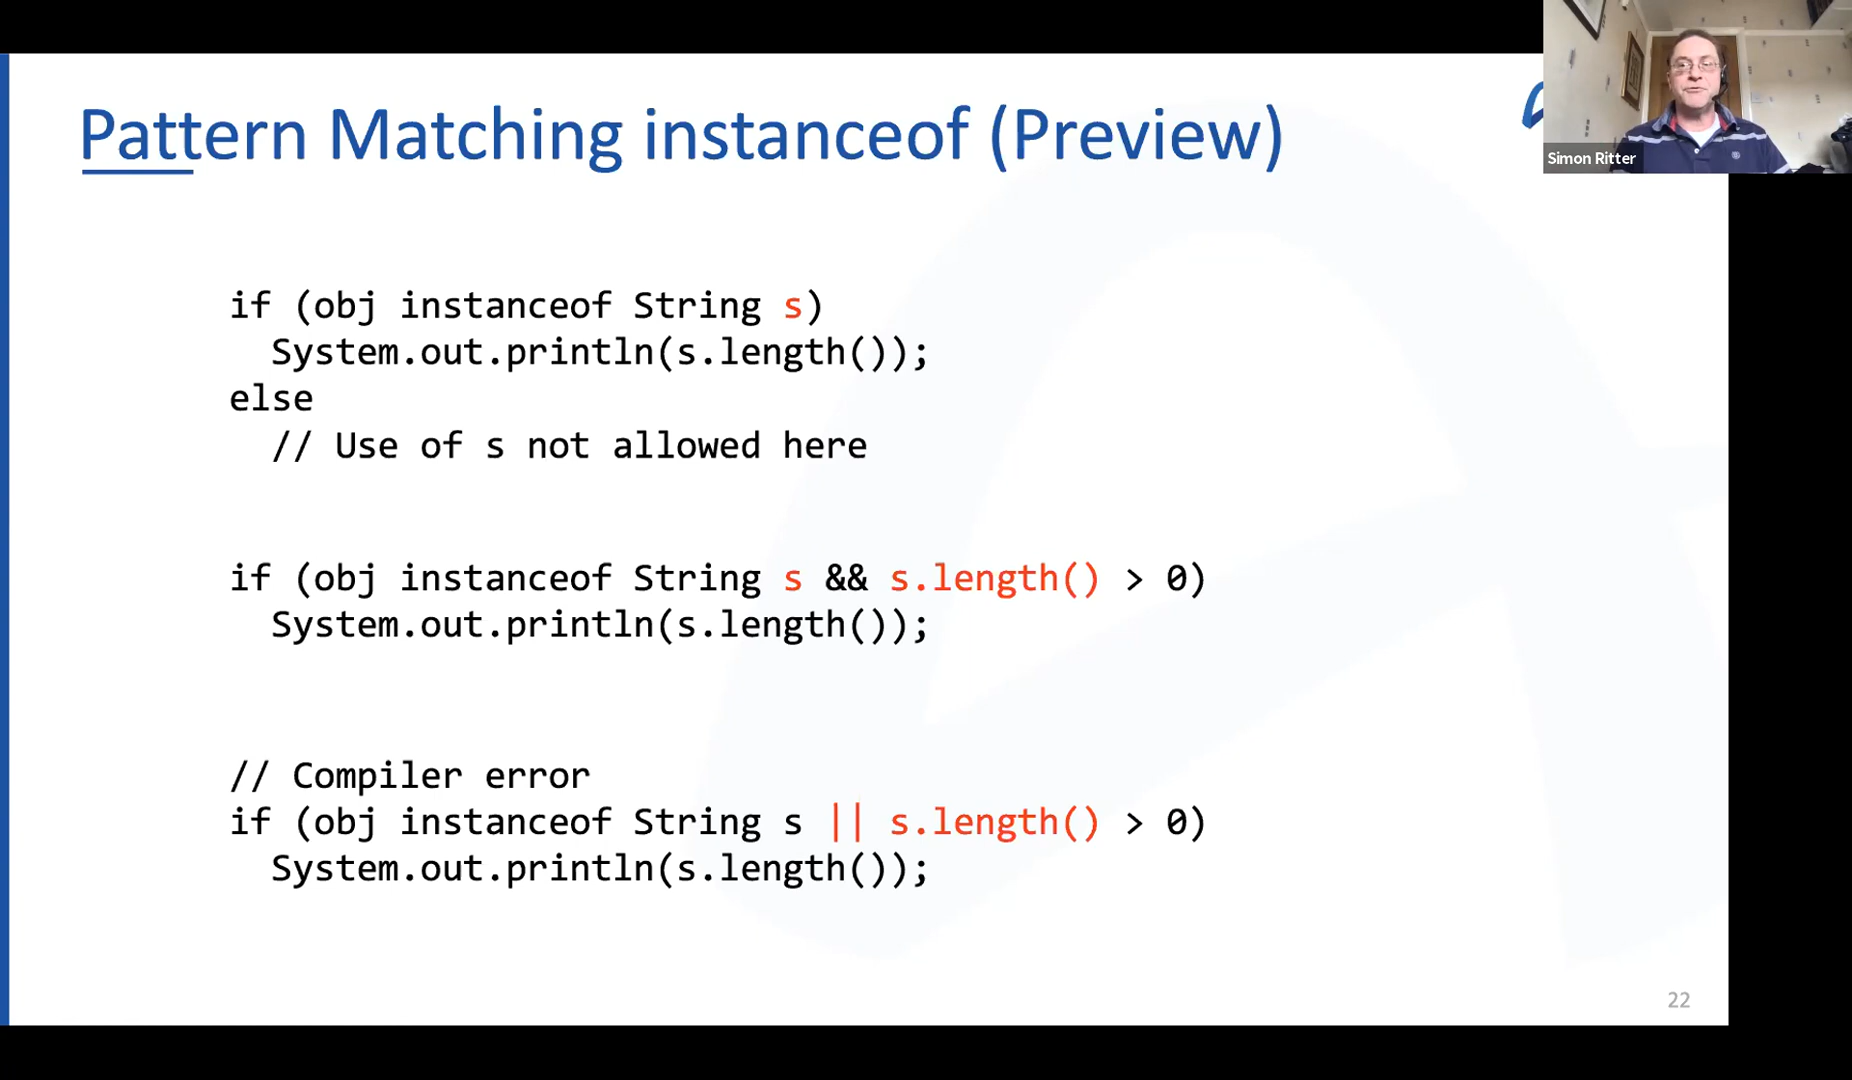 Pattern Matching instanceof (Preview)
Simon Ritter
if (obj instanceof String s)
System.out.println(s.length());
else
// Use of s not allowed here
if (obj instanceof String s && s.length() > 0)
System.out.println(s.length());
// Compiler error
if (obj instanceof String s || s.length() > 0)
System.out.println(s.length());
22